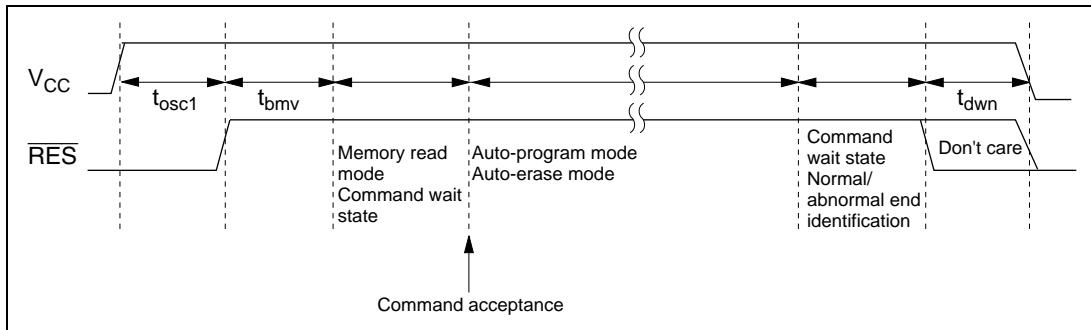 VCC
tosc1
tbmv
tdwn
RES
Memory read
mode
Command wait
state
Auto-program mode
Auto-erase mode
Command
wait state
Normal/
abnormal end
identification
Don't care
Command acceptance